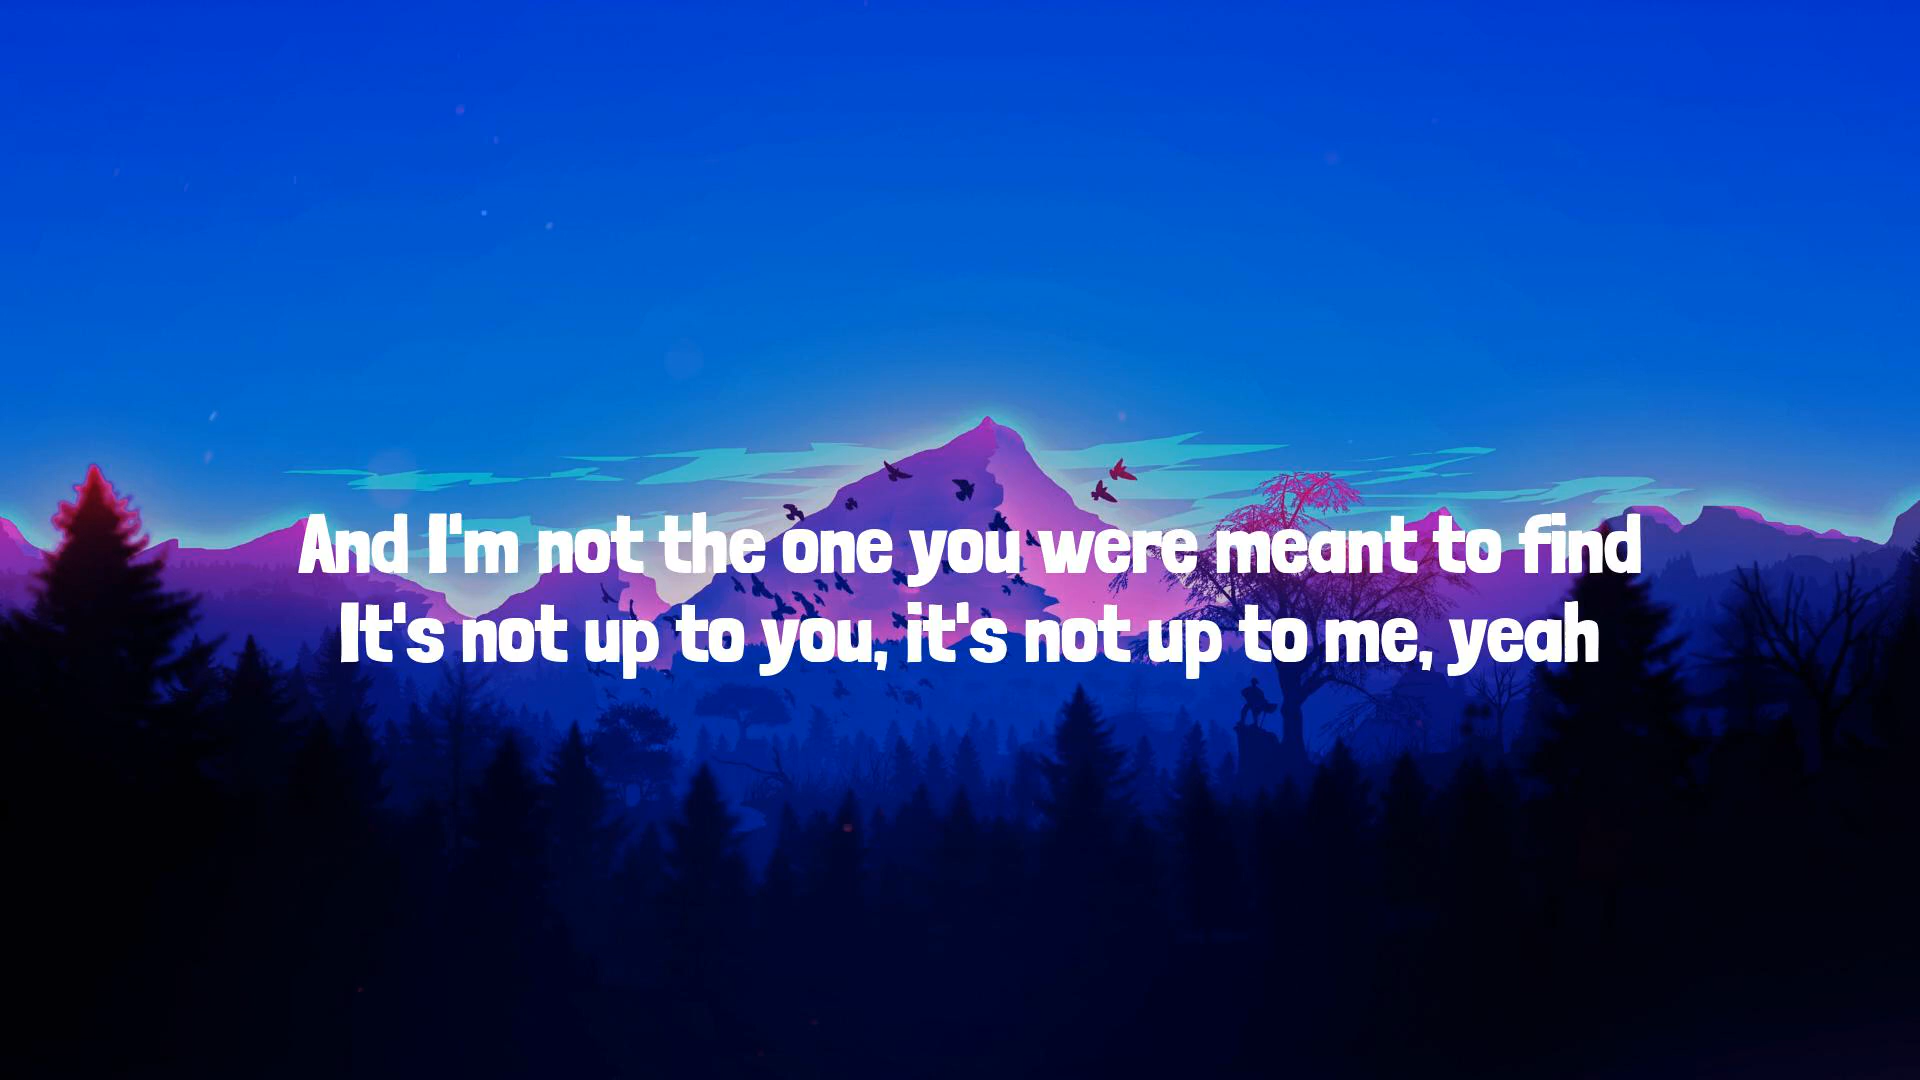 And I'm not the one you were meant to find
It's not up to you, it's not up to me, yeah